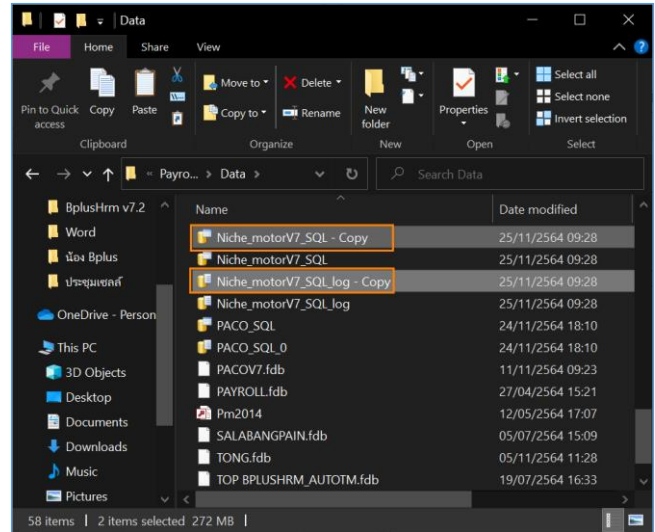 Data
File Home Share View
Pin to Quick access
Copy
Paste
Move to
Copy to
Delete
Rename
New folder
Properties
Select all
Select none
Invert selection
Clipboard Organize New Open Select
« Payro... > Data > Search Data
Name Date modified
BplusHrm v7.2
Word
น้อง Bplus
ประชุมเซลล์
OneDrive - Person
This PC
3D Objects
Desktop
Documents
Downloads
Music
Pictures
Niche_motorV7_SQL - Copy 25/11/2564 09:28
Niche_motorV7_SQL 25/11/2564 09:28
Niche_motorV7_SQL_log - Copy 25/11/2564 09:28
Niche_motorV7_SQL_log 25/11/2564 09:28
PACO_SQL 24/11/2564 18:10
PACO_SQL_0 24/11/2564 18:10
PACOV7.fdb 11/11/2564 09:23
PAYROLL.fdb 27/04/2564 15:21
Pm2014 12/05/2564 17:07
SALABANGPAIN.fdb 05/07/2564 15:09
TONG.fdb 05/11/2564 11:28
TOP BPLUSHRM_AUTOTM.fdb 19/07/2564 16:33
58 items 2 items selected 272 MB